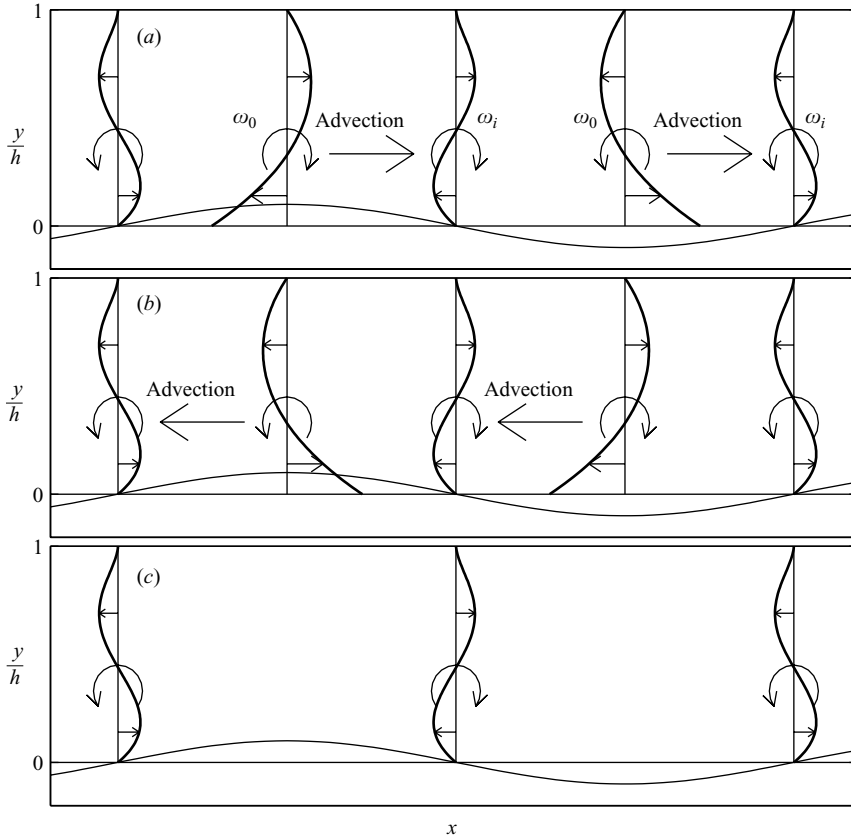 1
(a)
ω0 Advection ωi ω0 Advection ωi
y/h
0
1
(b)
Advection Advection
y/h
0
1
(c)
y/h
0
x